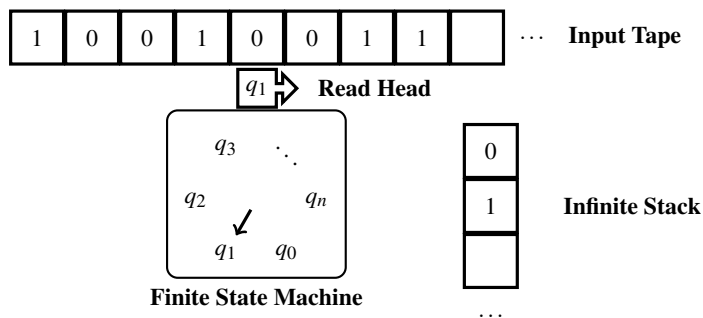 1 0 0 1 0 0 1 1 ... Input Tape
q1 Read Head
q3 ⋱
q2 qn
q1 q0
Finite State Machine
0
1
Infinite Stack
...